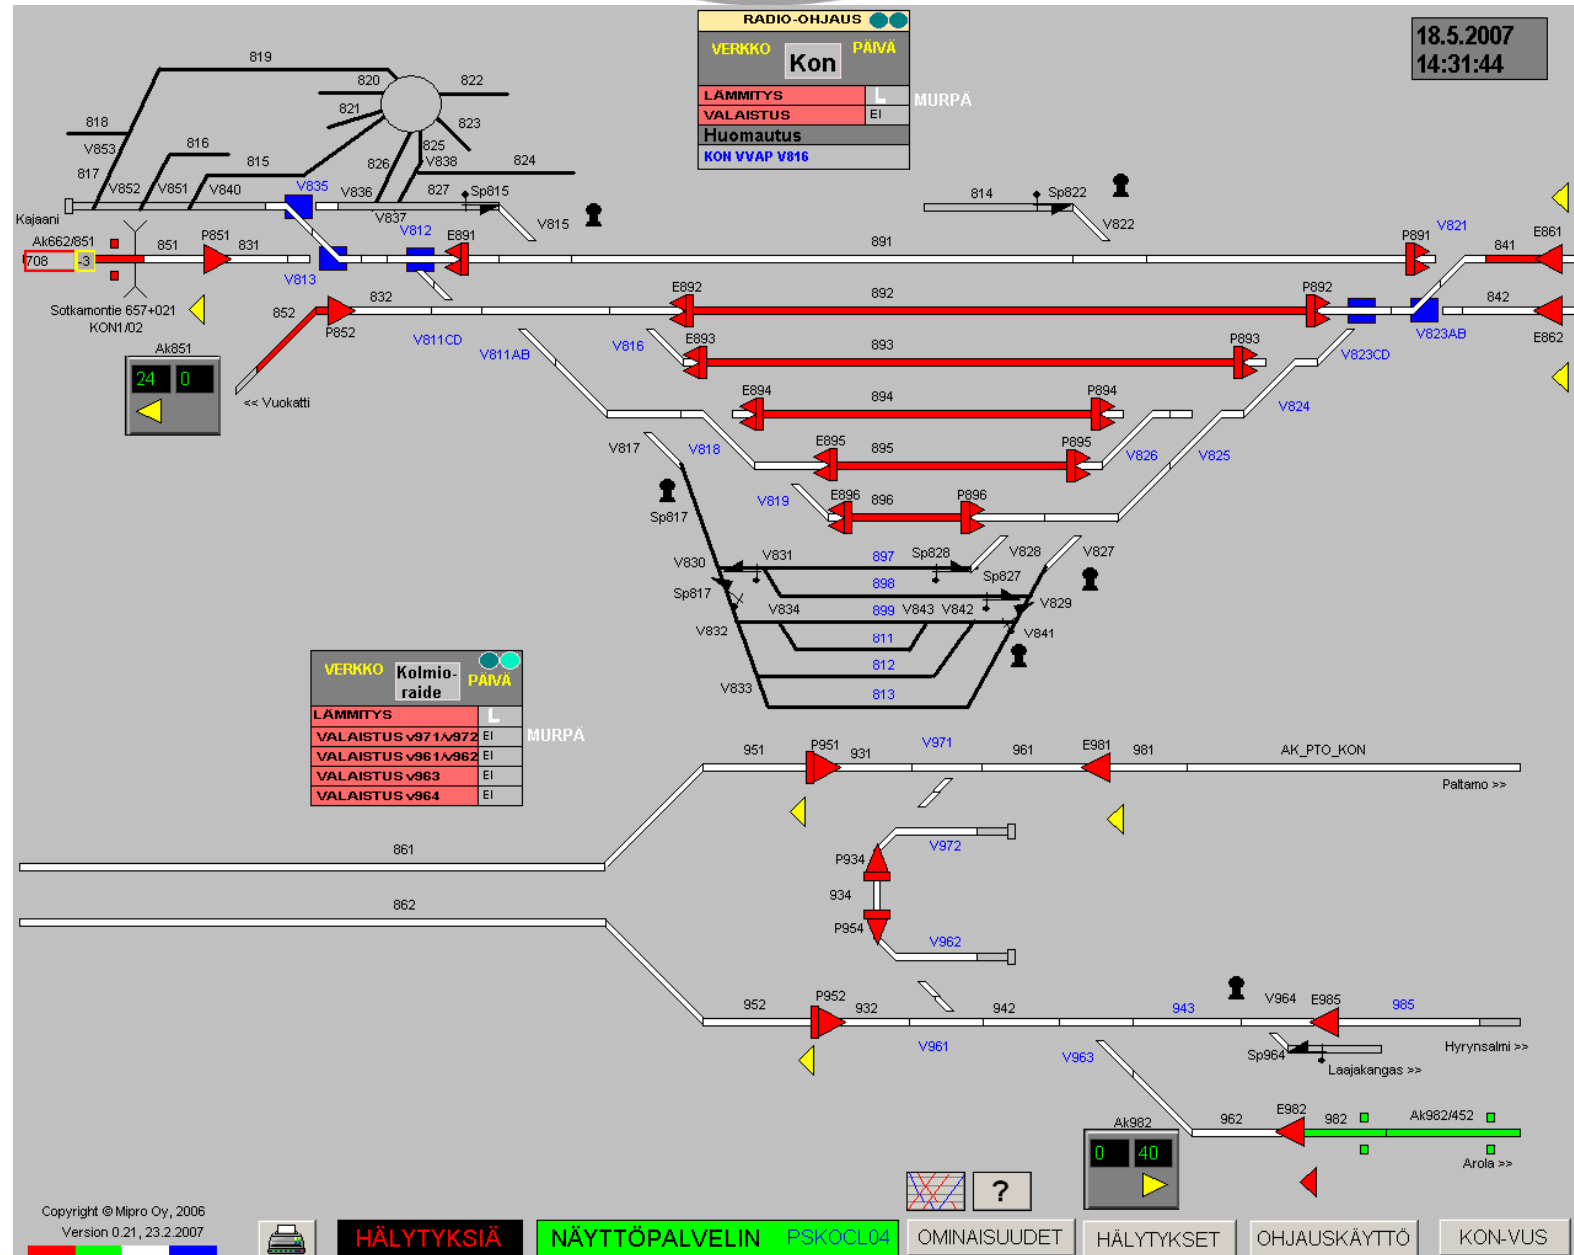 RADIO-OHJAUS
VERKKO
Kon
PÄIVÄ
LÄMMITYS L
MURPÄ
VALAISTUS EI
Huomautus
KON VVAP V816
18.5.2007
14:31:44
819
820
822
821
823
818
V853
816
825
817
815
826
V838
824
V852
V851
V840
V835
V836
827
Sp815
V837
V815
814
Sp822
V822
Kajaani
Ak662/851
708
-3
851
P851
831
V813
V812
E891
891
P891
V821
841
E861
Sotkamontie 657+021
KON1/02
852
P852
832
V811CD
E892
892
P892
842
V823AB
E862
Ak851
24
0
<< Vuokatti
V811AB
V816
E893
893
P893
V823CD
E894
894
P894
V824
V817
V818
E895
895
P895
V826
V825
V819
E896
896
P896
Sp817
V830
V831
897
Sp828
V828
V827
Sp817
898
Sp827
V829
V834
899
V843
V842
V832
811
V841
812
V833
813
VERKKO
Kolmio-
raide
PÄIVÄ
LÄMMITYS L
VALAISTUS v971/v972 EI
MURPÄ
VALAISTUS v961/v962 EI
VALAISTUS v963 EI
VALAISTUS v964 EI
951
P951
931
V971
961
E981
981
AK_PTO_KON
Paltamo >>
861
V972
P934
934
862
P954
V962
952
P952
932
942
943
V964
E985
985
V961
V963
Sp964
Hyrynsalmi >>
Laajakangas >>
Ak982
0
40
962
E982
982
Ak982/452
Arola >>
Copyright © Mipro Oy, 2006
Version 0.21, 23.2.2007
HÄLYTYKSIÄ
NÄYTTÖPALVELIN PSKOCL04
?
OMINAISUUDET
HÄLYTYKSET
OHJAUSKÄYTTÖ
KON-VUS